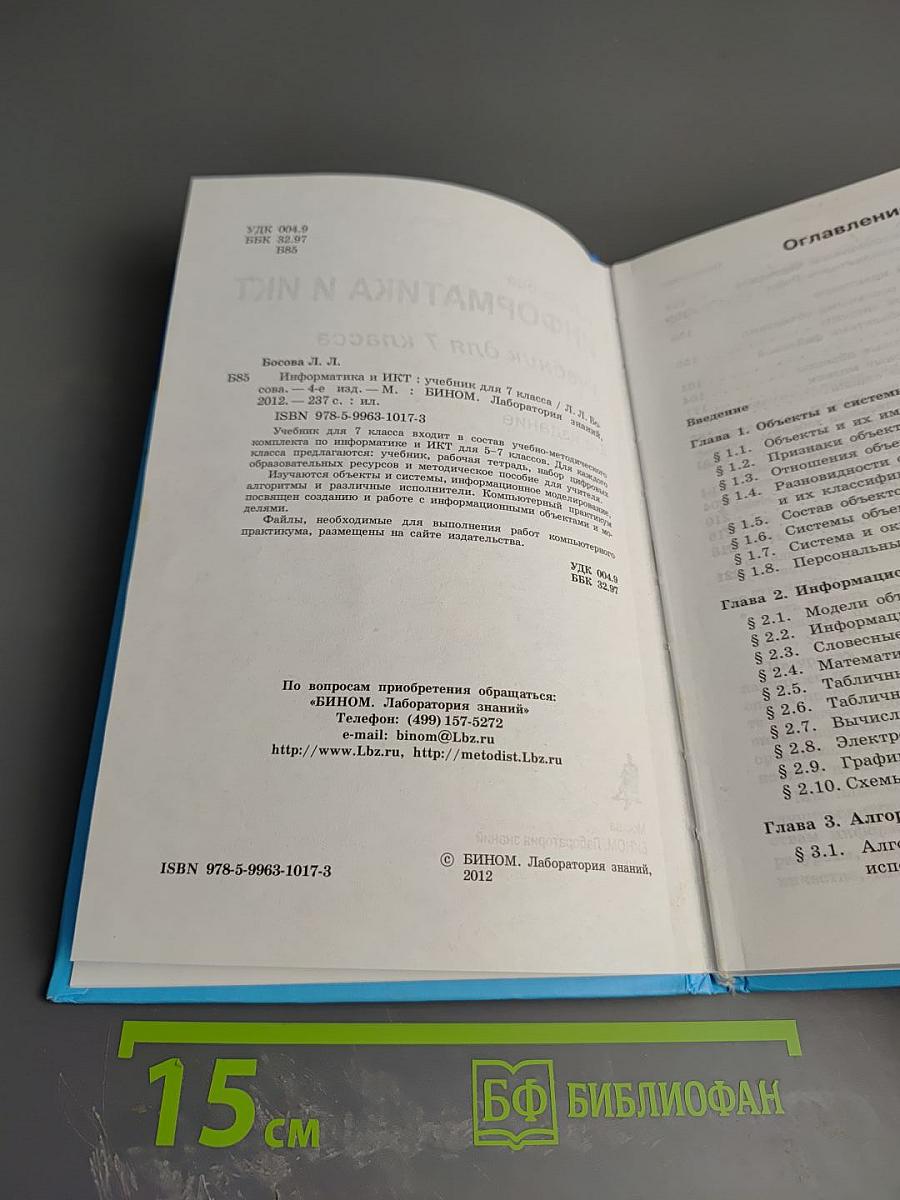 УДК 004.9
ББК 32.97
Б85
Босова Л. Л.
Б85 Информатика и ИКТ : учебник для 7 класса / Л. Л. Бо-
сова. — 4-е изд. — М. : БИНОМ. Лаборатория знаний,
2012. — 237 с. : ил.
ISBN 978-5-9963-1017-3
Учебник для 7 класса входит в состав учебно-методического
комплекта по информатике и ИКТ для 5–7 классов. Для каждого
класса предлагаются: учебник, рабочая тетрадь, набор цифровых
образовательных ресурсов и методическое пособие для учителя.
Изучаются объекты и системы, информационное моделирование,
алгоритмы и различные исполнители. Компьютерный практикум
посвящен созданию и работе с информационными объектами и мо-
делями.
Файлы, необходимые для выполнения работ компьютерного
практикума, размещены на сайте издательства.
УДК 004.9
ББК 32.97
По вопросам приобретения обращаться:
«БИНОМ. Лаборатория знаний»
Телефон: (499) 157-5272
e-mail: binom@Lbz.ru
http://www.Lbz.ru, http://metodist.Lbz.ru
ISBN 978-5-9963-1017-3
© БИНОМ. Лаборатория знаний,
2012
Оглавлени
Введение
Глава 1. Объекты и системы
§ 1.1. Объекты и их им
§ 1.2. Признаки объект
§ 1.3. Отношения объе
§ 1.4. Разновидности о
и их классифи
§ 1.5. Состав объекто
§ 1.6. Системы объе
§ 1.7. Система и ок
§ 1.8. Персональны
Глава 2. Информацио
§ 2.1. Модели объ
§ 2.2. Информаци
§ 2.3. Словесные
§ 2.4. Математи
§ 2.5. Табличны
§ 2.6. Табличн
§ 2.7. Вычисл
§ 2.8. Электро
§ 2.9. Графи
§ 2.10. Схемы
Глава 3. Алгор
§ 3.1. Алго
испо
15 см
БФ БИБЛИОФАН